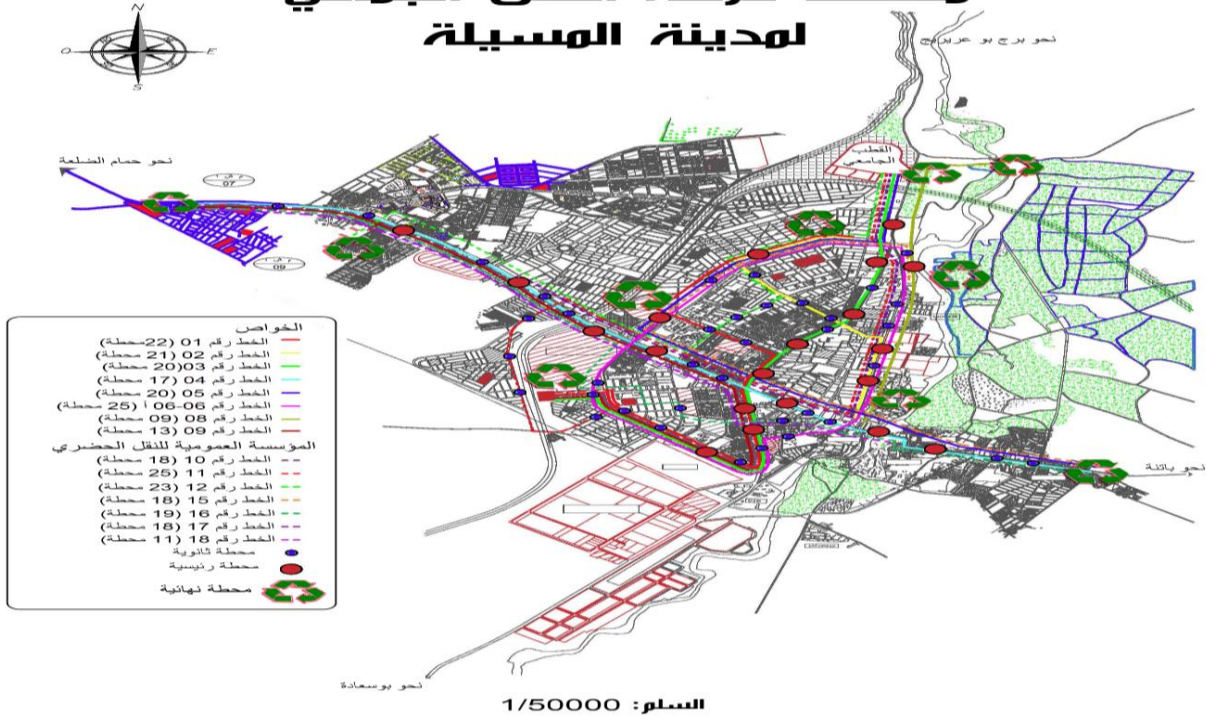 لمدينة المسيلة
N
O
E
S
نحو برج بو عريريج
نحو حمام الضلعة
القطب
الجامعي
07
09
الخواص
الخط رقم 01 (22محطة)
الخط رقم 02 (21 محطة)
الخط رقم 03(20 محطة)
الخط رقم 04 (17 محطة)
الخط رقم 05 (20 محطة)
الخط رقم 06-06 أ (25 محطة)
الخط رقم 08 (09 محطة)
الخط رقم 09 (13 محطة)
المؤسسة العمومية للنقل الحضري
الخط رقم 10 (18 محطة)
الخط رقم 11 (25 محطة)
الخط رقم 12 (23 محطة)
الخط رقم 15 (18 محطة)
الخط رقم 16 (19 محطة)
الخط رقم 17 (18 محطة)
الخط رقم 18 (11 محطة)
محطة ثانوية
محطة رئيسية
محطة نهائية
نحو باتنة
نحو بوسعادة
السلم: 1/50000